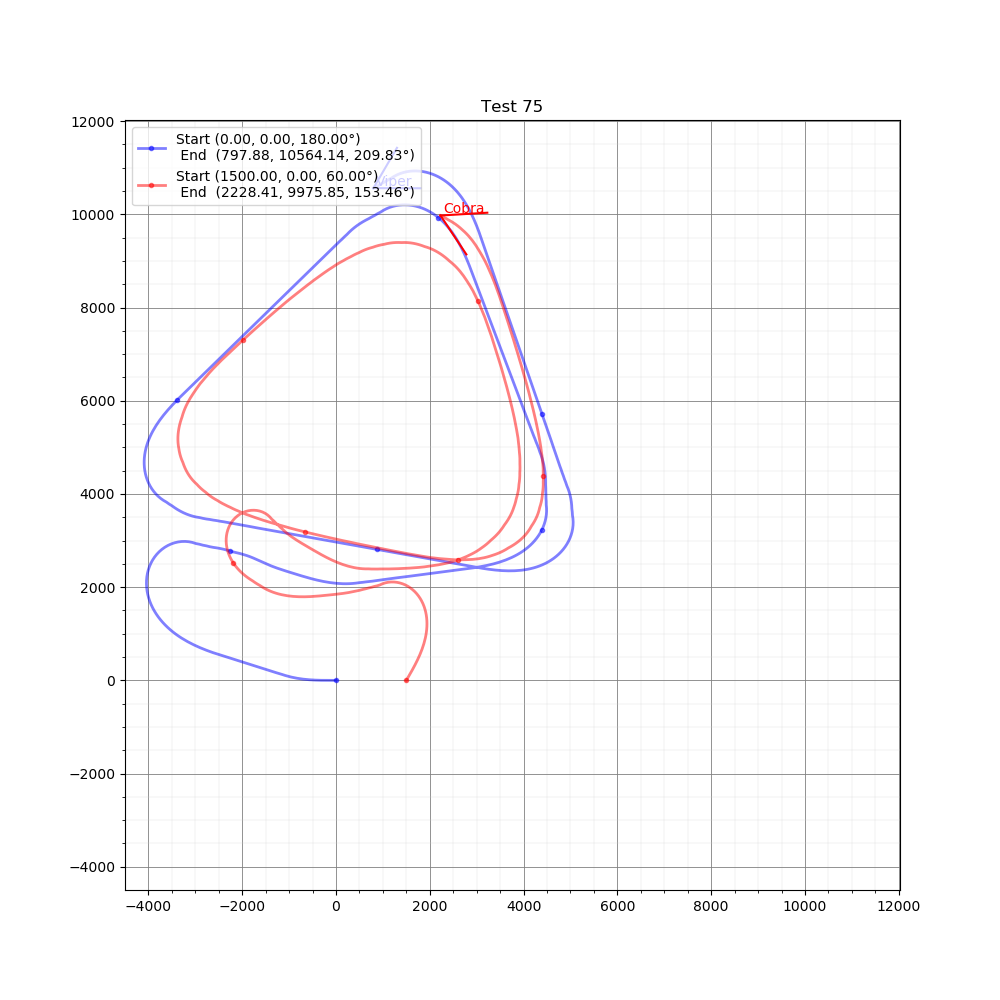 Test 75
Start (0.00, 0.00, 180.00°)
End (797.88, 10564.14, 209.83°)
Start (1500.00, 0.00, 60.00°)
End (2228.41, 9975.85, 153.46°)
Viper
Cobra
12000
10000
8000
6000
4000
2000
0
−2000
−4000
−4000 −2000 0 2000 4000 6000 8000 10000 12000